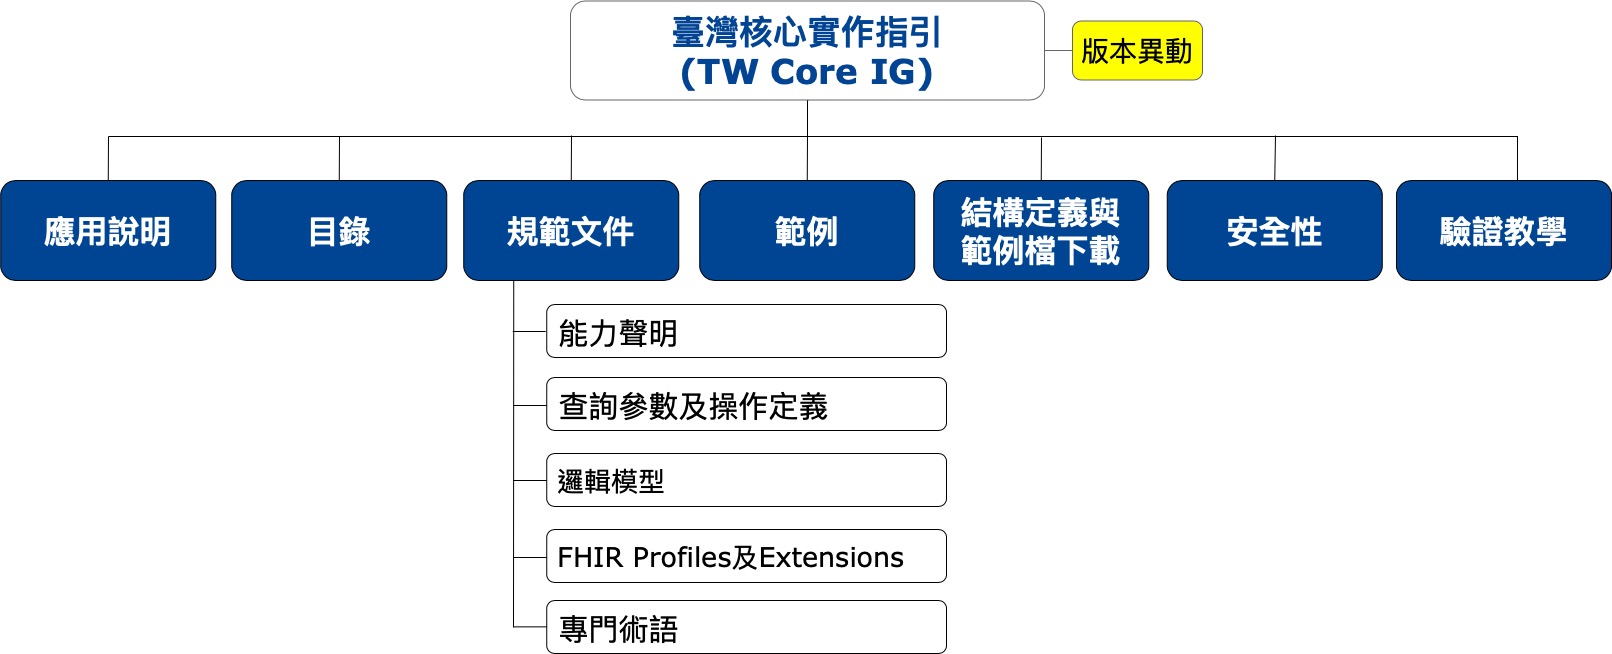 臺灣核心實作指引
(TW Core IG)
版本異動
應用說明
目錄
規範文件
範例
結構定義與
範例檔下載
安全性
驗證教學
能力聲明
查詢參數及操作定義
邏輯模型
FHIR Profiles及Extensions
專門術語